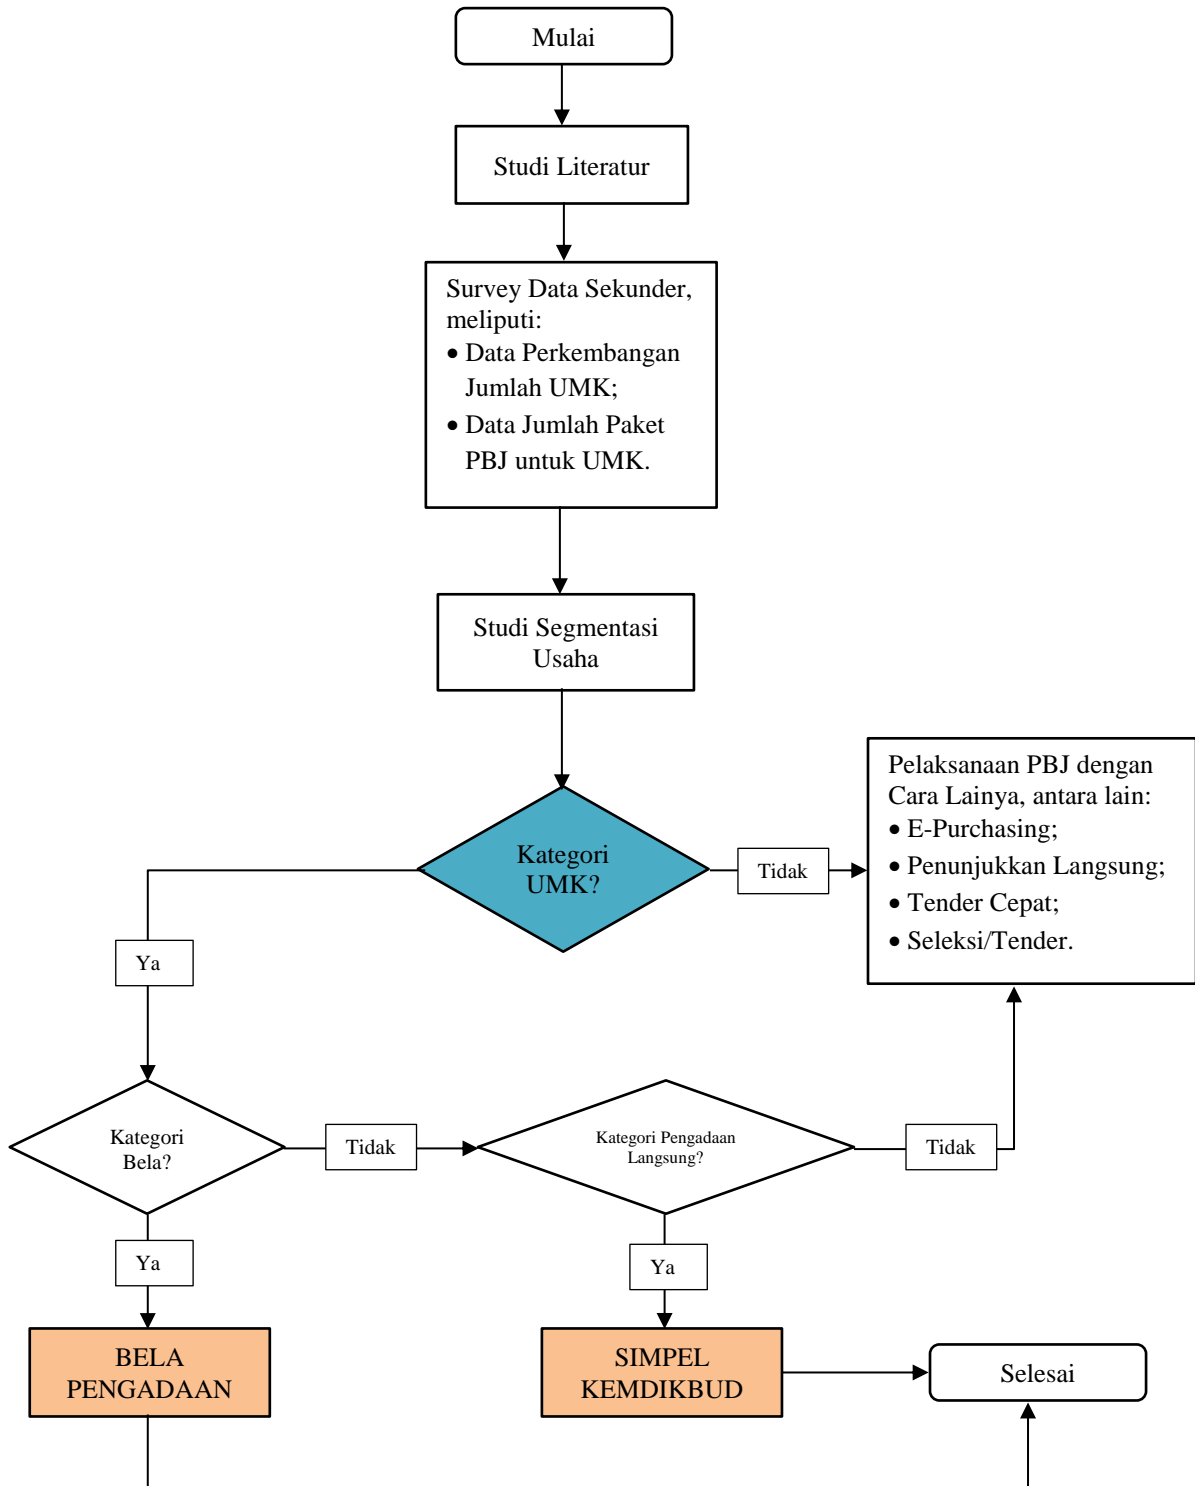 Mulai
Studi Literatur
Survey Data Sekunder,
meliputi:
• Data Perkembangan
Jumlah UMK;
• Data Jumlah Paket
PBJ untuk UMK.
Studi Segmentasi
Usaha
Pelaksanaan PBJ dengan
Cara Lainya, antara lain:
• E-Purchasing;
• Penunjukkan Langsung;
• Tender Cepat;
• Seleksi/Tender.
Kategori
UMK?
Tidak
Ya
Kategori
Bela?
Tidak
Kategori Pengadaan
Langsung?
Tidak
Ya
Ya
BELA
PENGADAAN
SIMPEL
KEMDIKBUD
Selesai